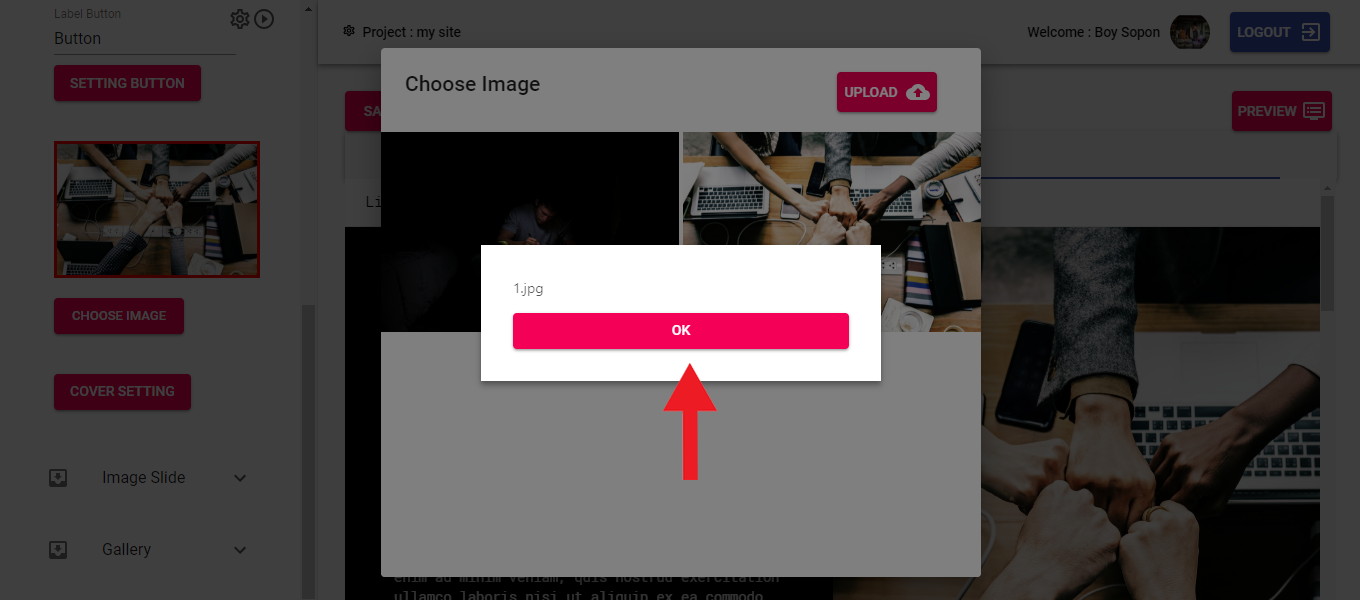 Label Button
Button
SETTING BUTTON
CHOOSE IMAGE
COVER SETTING
Image Slide
Gallery
Project : my site
Welcome : Boy Sopon
LOGOUT
SA
PREVIEW
Li
Choose Image
UPLOAD
1.jpg
OK
enim ad minim veniam, quis nostrud exercitation
ullamco laboris nisi ut aliquip ex ea commodo